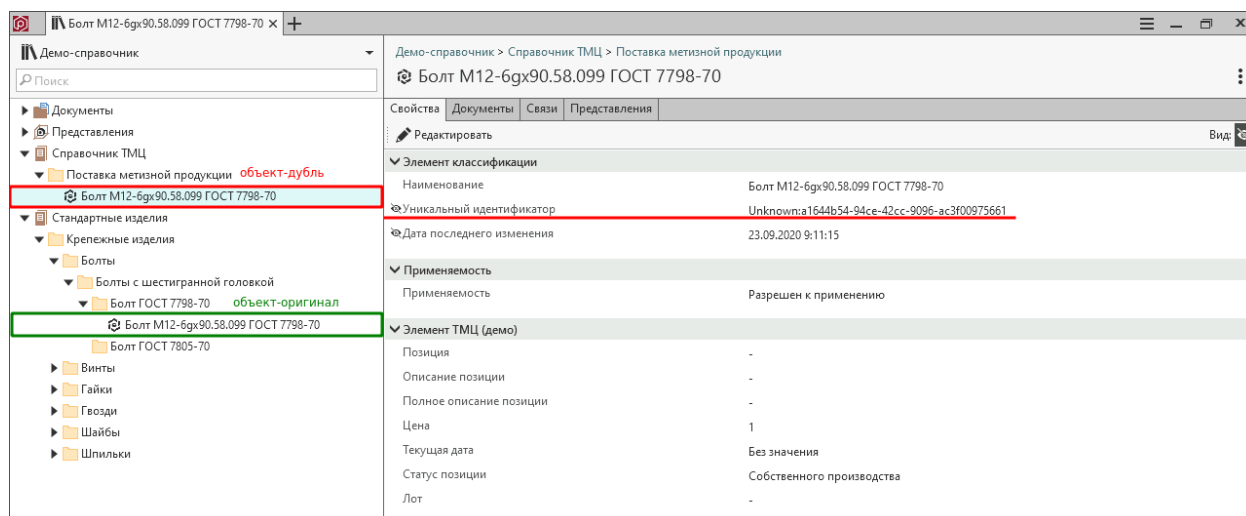 Болт М12-6gx90.58.099 ГОСТ 7798-70
Демо-справочник
Поиск
Документы
Представления
Справочник ТМЦ
Поставка метизной продукции объект-дубль
Болт М12-6gx90.58.099 ГОСТ 7798-70
Стандартные изделия
Крепежные изделия
Болты
Болты с шестигранной головкой
Болт ГОСТ 7798-70 объект-оригинал
Болт М12-6gx90.58.099 ГОСТ 7798-70
Болт ГОСТ 7805-70
Винты
Гайки
Гвозди
Шайбы
Шпильки
Демо-справочник > Справочник ТМЦ > Поставка метизной продукции
Болт М12-6gx90.58.099 ГОСТ 7798-70
Свойства Документы Связи Представления
Редактировать Вид:
Элемент классификации
Наименование Болт М12-6gx90.58.099 ГОСТ 7798-70
Уникальный идентификатор Unknown:a1644b54-94ce-42cc-9096-ac3f00975661
Дата последнего изменения 23.09.2020 9:11:15
Применяемость
Применяемость Разрешен к применению
Элемент ТМЦ (демо)
Позиция -
Описание позиции -
Полное описание позиции -
Цена 1
Текущая дата Без значения
Статус позиции Собственного производства
Лот -